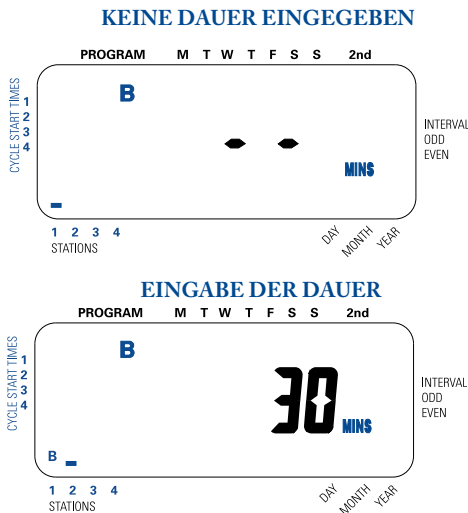 KEINE DAUER EINGEGEBEN
PROGRAM M T W T F S S 2nd
CYCLE START TIMES
1
2
3
4
B
- -
MINS
INTERVAL
ODD
EVEN
1 2 3 4
STATIONS
DAY MONTH YEAR
EINGABE DER DAUER
PROGRAM M T W T F S S 2nd
CYCLE START TIMES
1
2
3
4
B
30 MINS
INTERVAL
ODD
EVEN
B
1 2 3 4
STATIONS
DAY MONTH YEAR